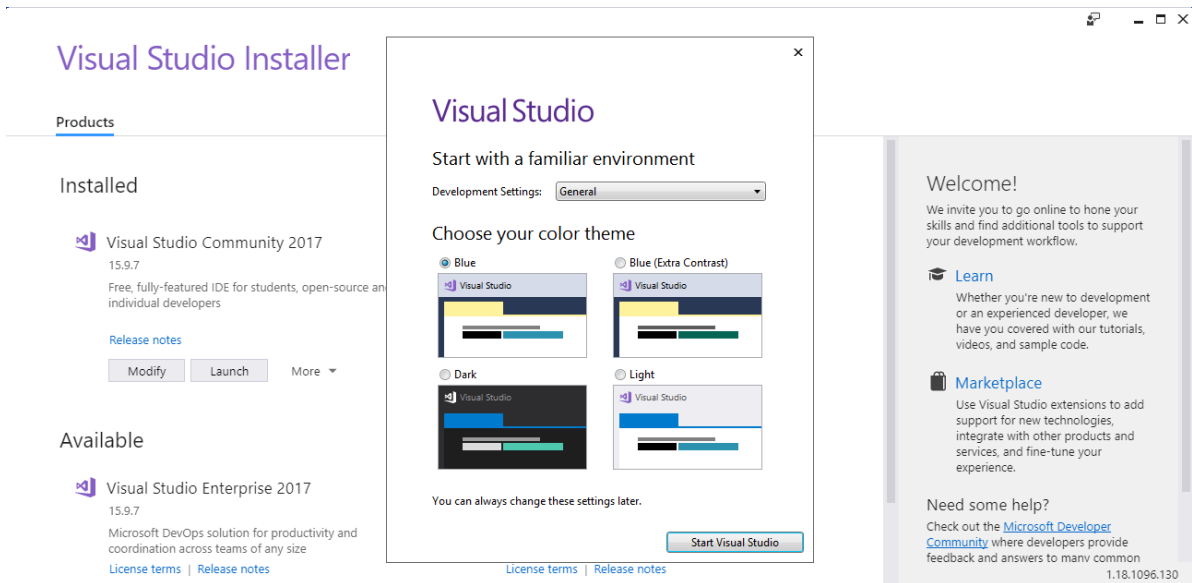 Visual Studio Installer
Products
Installed
Visual Studio Community 2017
15.9.7
Free, fully-featured IDE for students, open-source an
individual developers
Release notes
Modify
Launch
More
Available
Visual Studio Enterprise 2017
15.9.7
Microsoft DevOps solution for productivity and
coordination across teams of any size
License terms | Release notes
Visual Studio
Start with a familiar environment
Development Settings: General
Choose your color theme
Blue
Visual Studio
Blue (Extra Contrast)
Visual Studio
Dark
Visual Studio
Light
Visual Studio
You can always change these settings later.
Start Visual Studio
License terms | Release notes
Welcome!
We invite you to go online to hone your
skills and find additional tools to support
your development workflow.
Learn
Whether you're new to development
or an experienced developer, we
have you covered with our tutorials,
videos, and sample code.
Marketplace
Use Visual Studio extensions to add
support for new technologies,
integrate with other products and
services, and fine-tune your
experience.
Need some help?
Check out the Microsoft Developer
Community where developers provide
feedback and answers to many common
1.18.1096.130